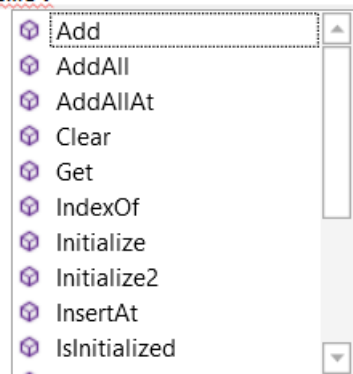 Add
AddAll
AddAllAt
Clear
Get
IndexOf
Initialize
Initialize2
InsertAt
IsInitialized